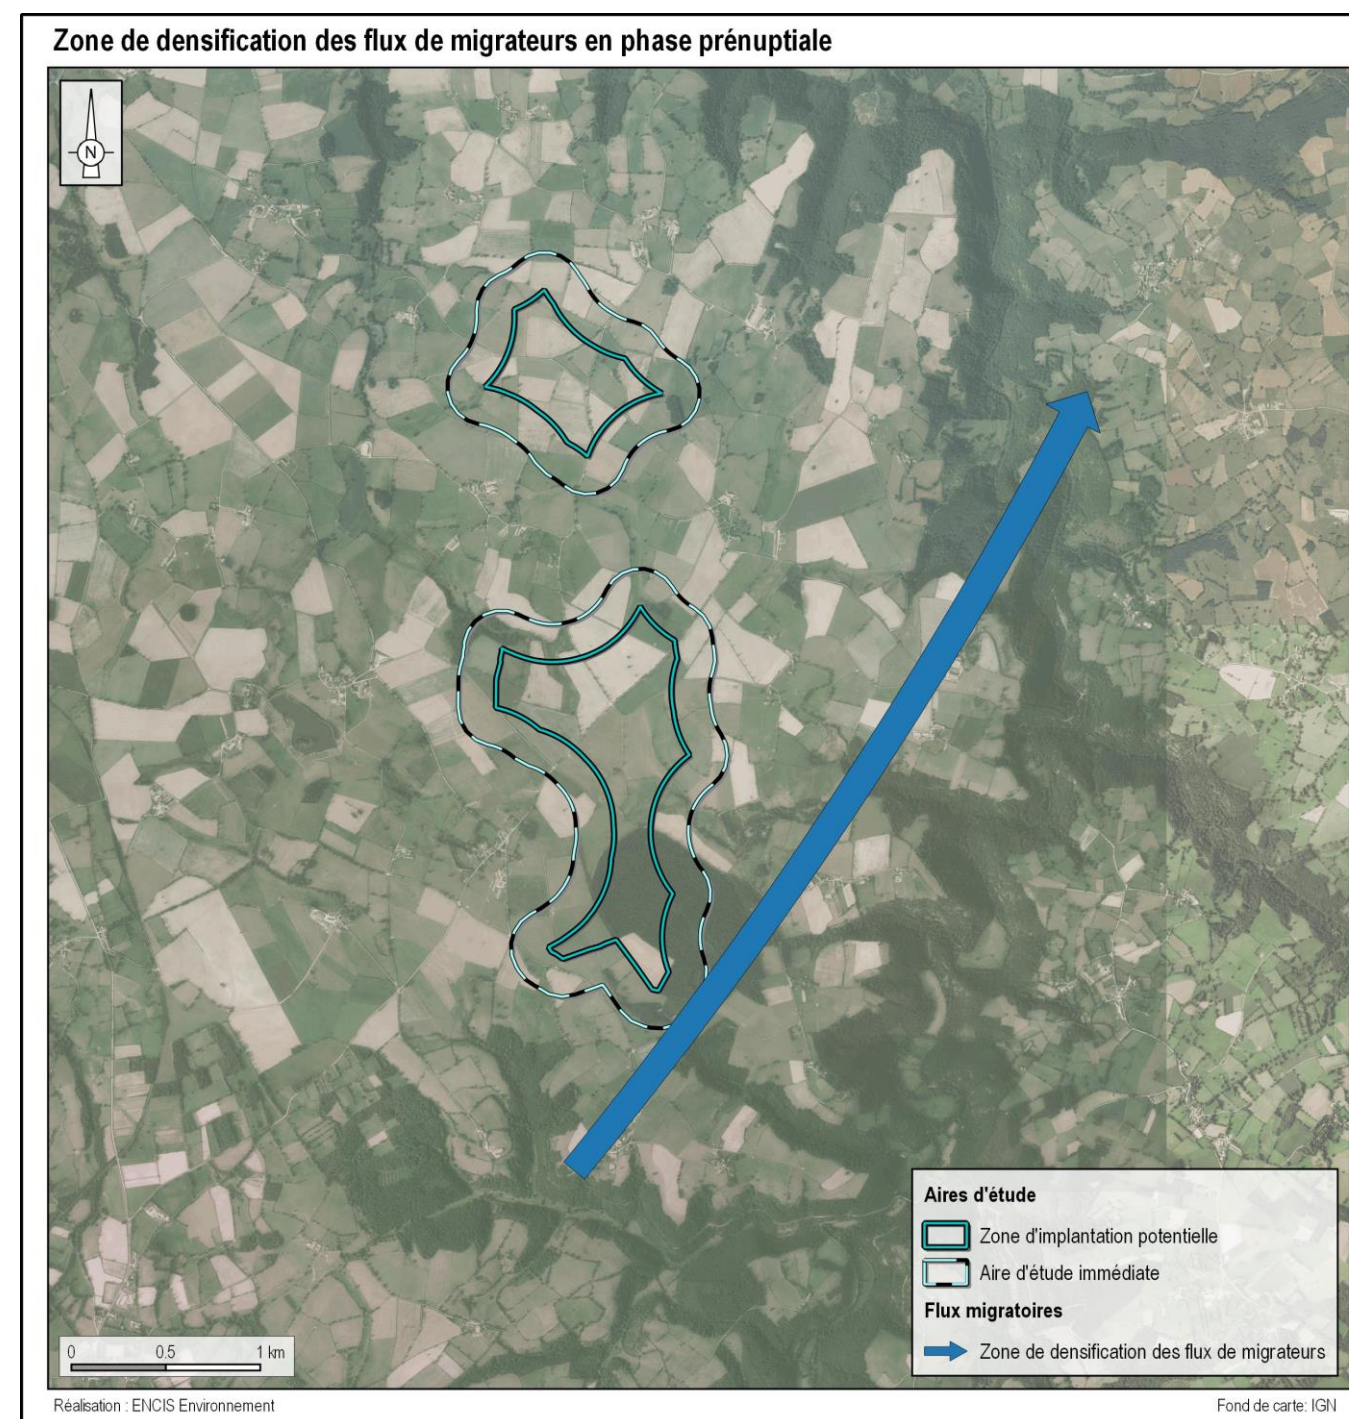 Zone de densification des flux de migrateurs en phase prénuptiale
N
Aires d'étude
Zone d'implantation potentielle
Aire d'étude immédiate
Flux migratoires
Zone de densification des flux de migrateurs
0 0.5 1 km
Réalisation : ENCIS Environnement
Fond de carte: IGN